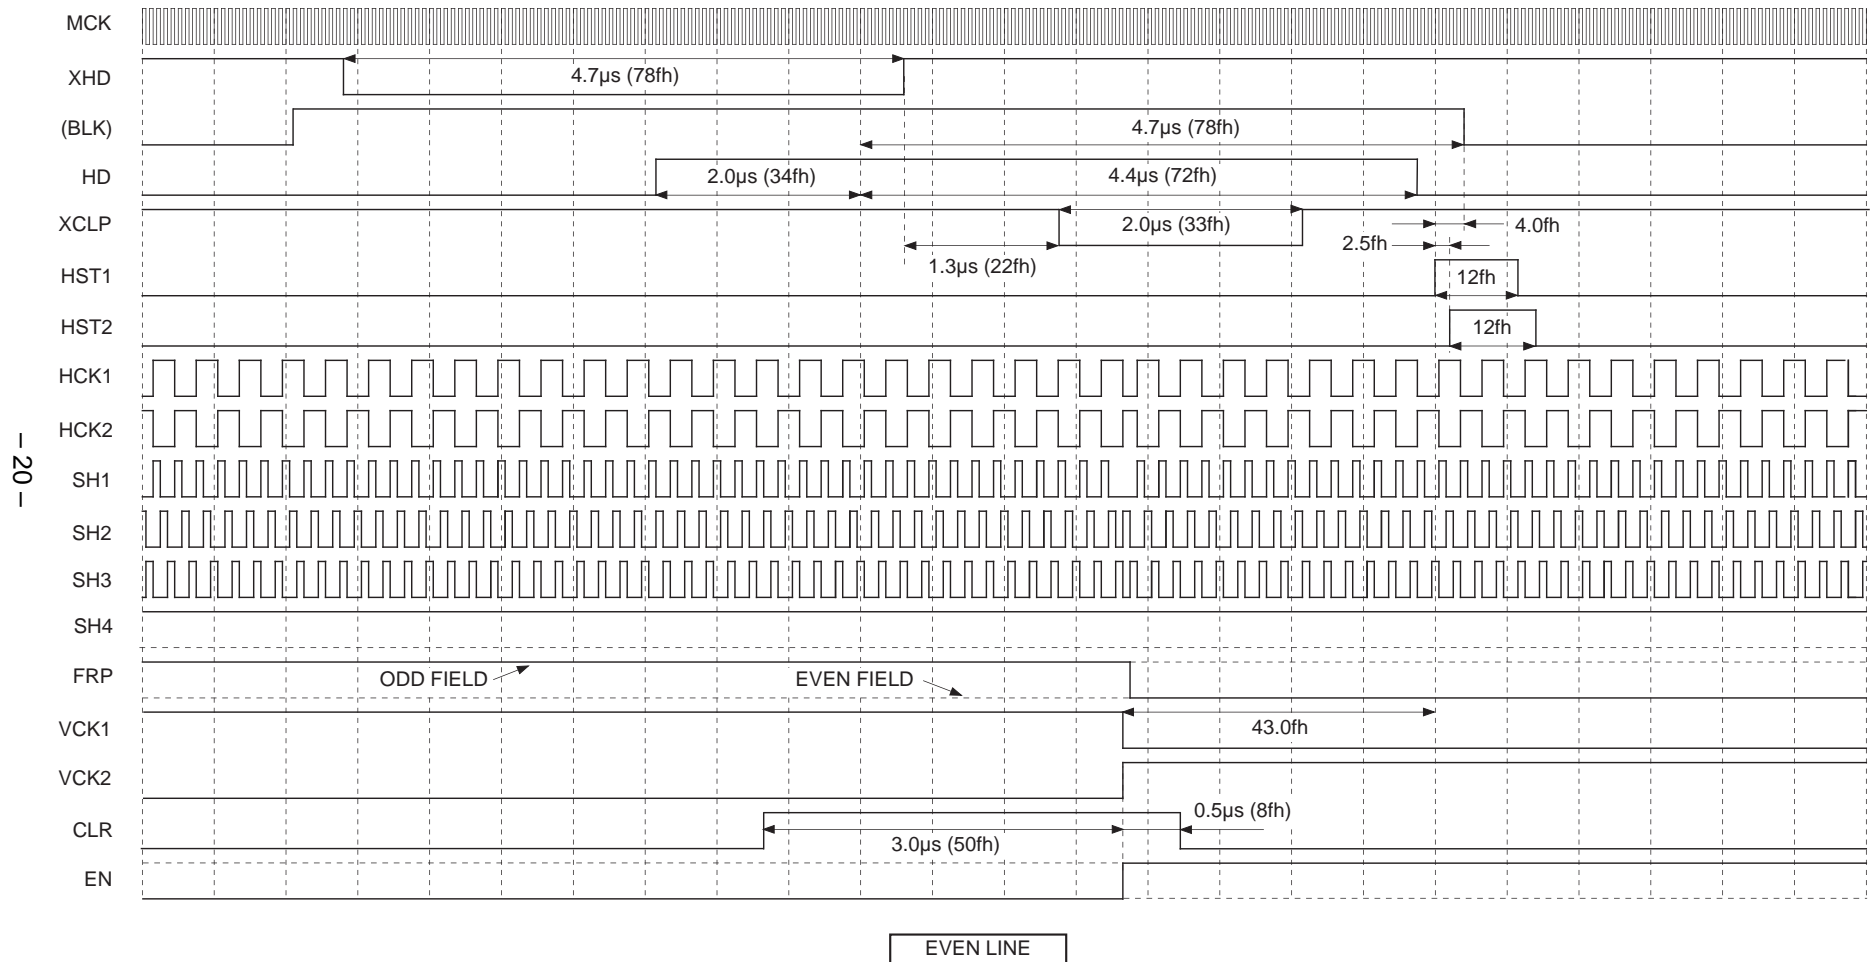 MCK
XHD
4.7µs (78fh)
(BLK)
4.7µs (78fh)
HD
2.0µs (34fh)
4.4µs (72fh)
XCLP
2.0µs (33fh)
4.0fh
2.5fh
1.3µs (22fh)
HST1
12fh
HST2
12fh
HCK1
HCK2
– 20 –
SH1
SH2
SH3
SH4
FRP
ODD FIELD
EVEN FIELD
VCK1
43.0fh
VCK2
CLR
0.5µs (8fh)
3.0µs (50fh)
EN
EVEN LINE